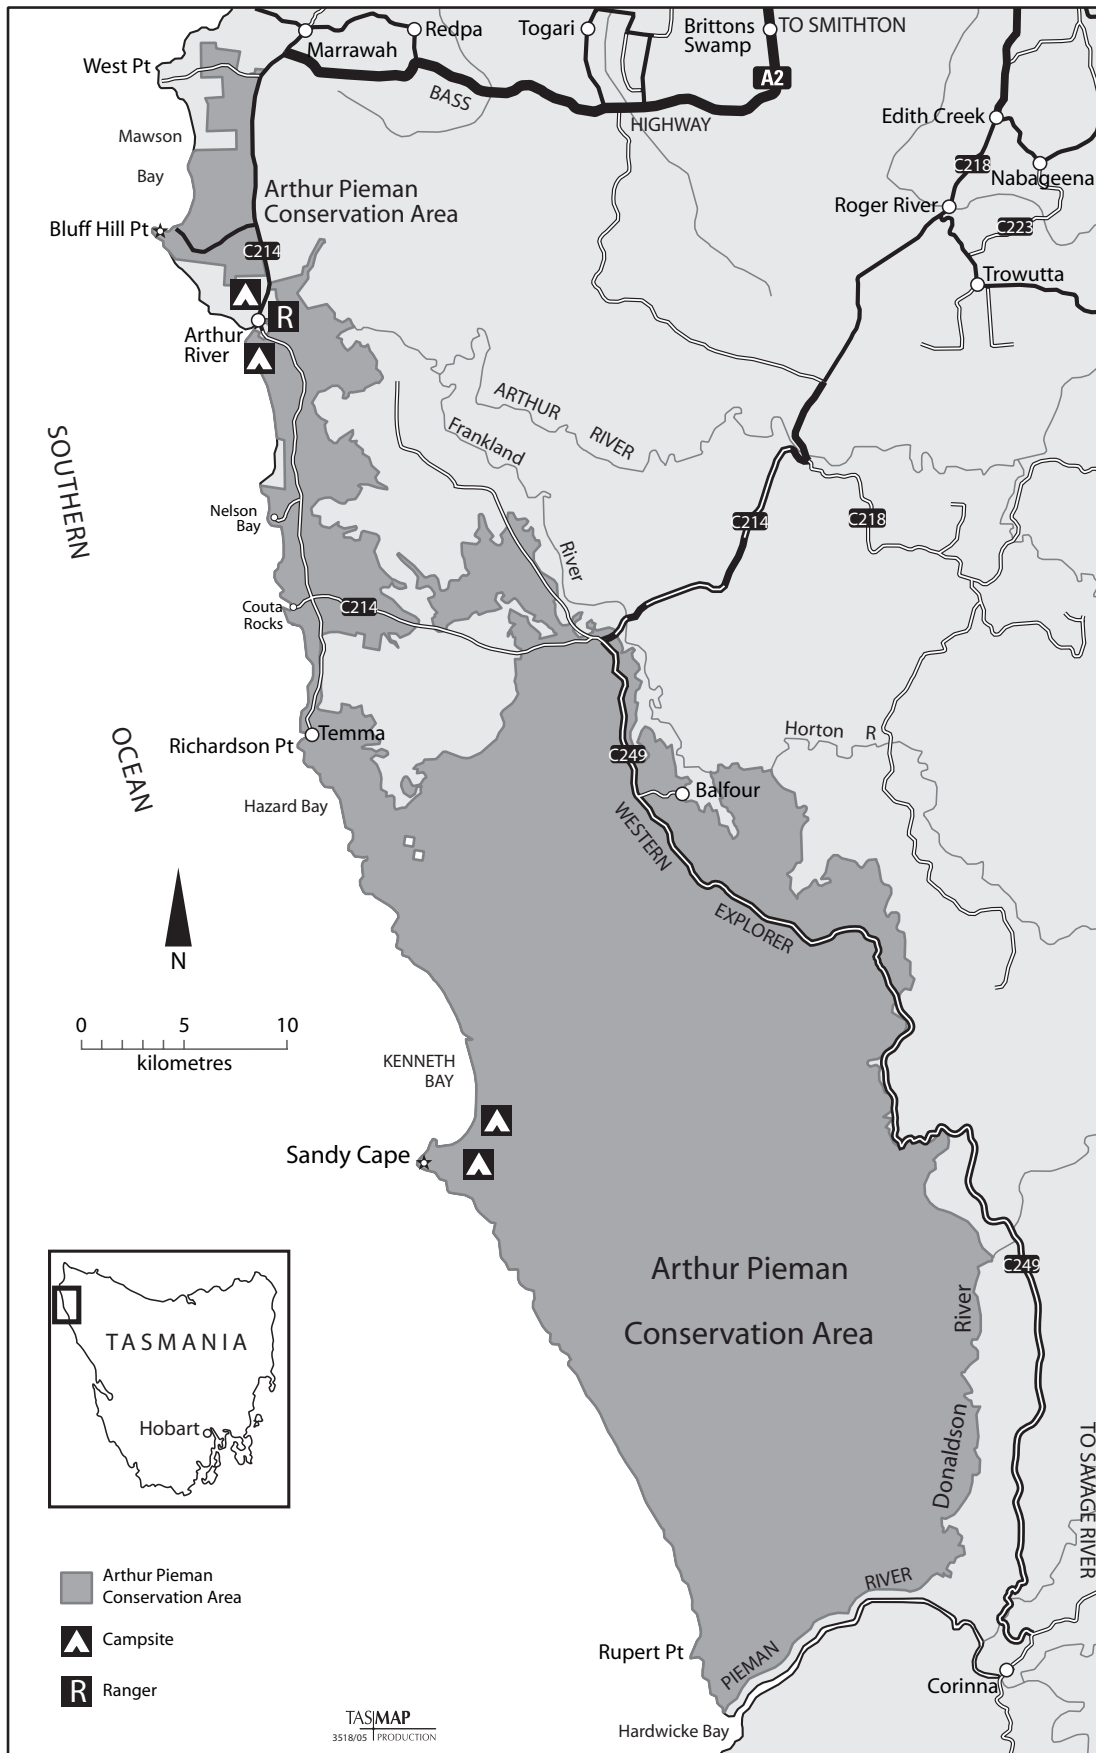 Redpa
Togari
Brittons
Swamp
TO SMITHTON
Marrawah
West Pt
A2
BASS
HIGHWAY
Edith Creek
Mawson
Bay
C218
Nabageena
Arthur Pieman
Conservation Area
Roger River
Bluff Hill Pt
C223
C214
Trowutta
R
Arthur
River
ARTHUR
RIVER
Frankland
River
SOUTHERN
OCEAN
Nelson
Bay
C214
C218
Couta
Rocks
C214
Temma
Richardson Pt
Horton R
C249
Balfour
Hazard Bay
WESTERN
EXPLORER
N
0 5 10
kilometres
KENNETH
BAY
Sandy Cape
Arthur Pieman
Conservation Area
C249
Donaldson
River
TASMANIA
Hobart
TO SAVAGE RIVER
Arthur Pieman
Conservation Area
Campsite
R Ranger
PIEMAN
RIVER
Rupert Pt
Corinna
Hardwicke Bay
TASMAP
3518/05 PRODUCTION